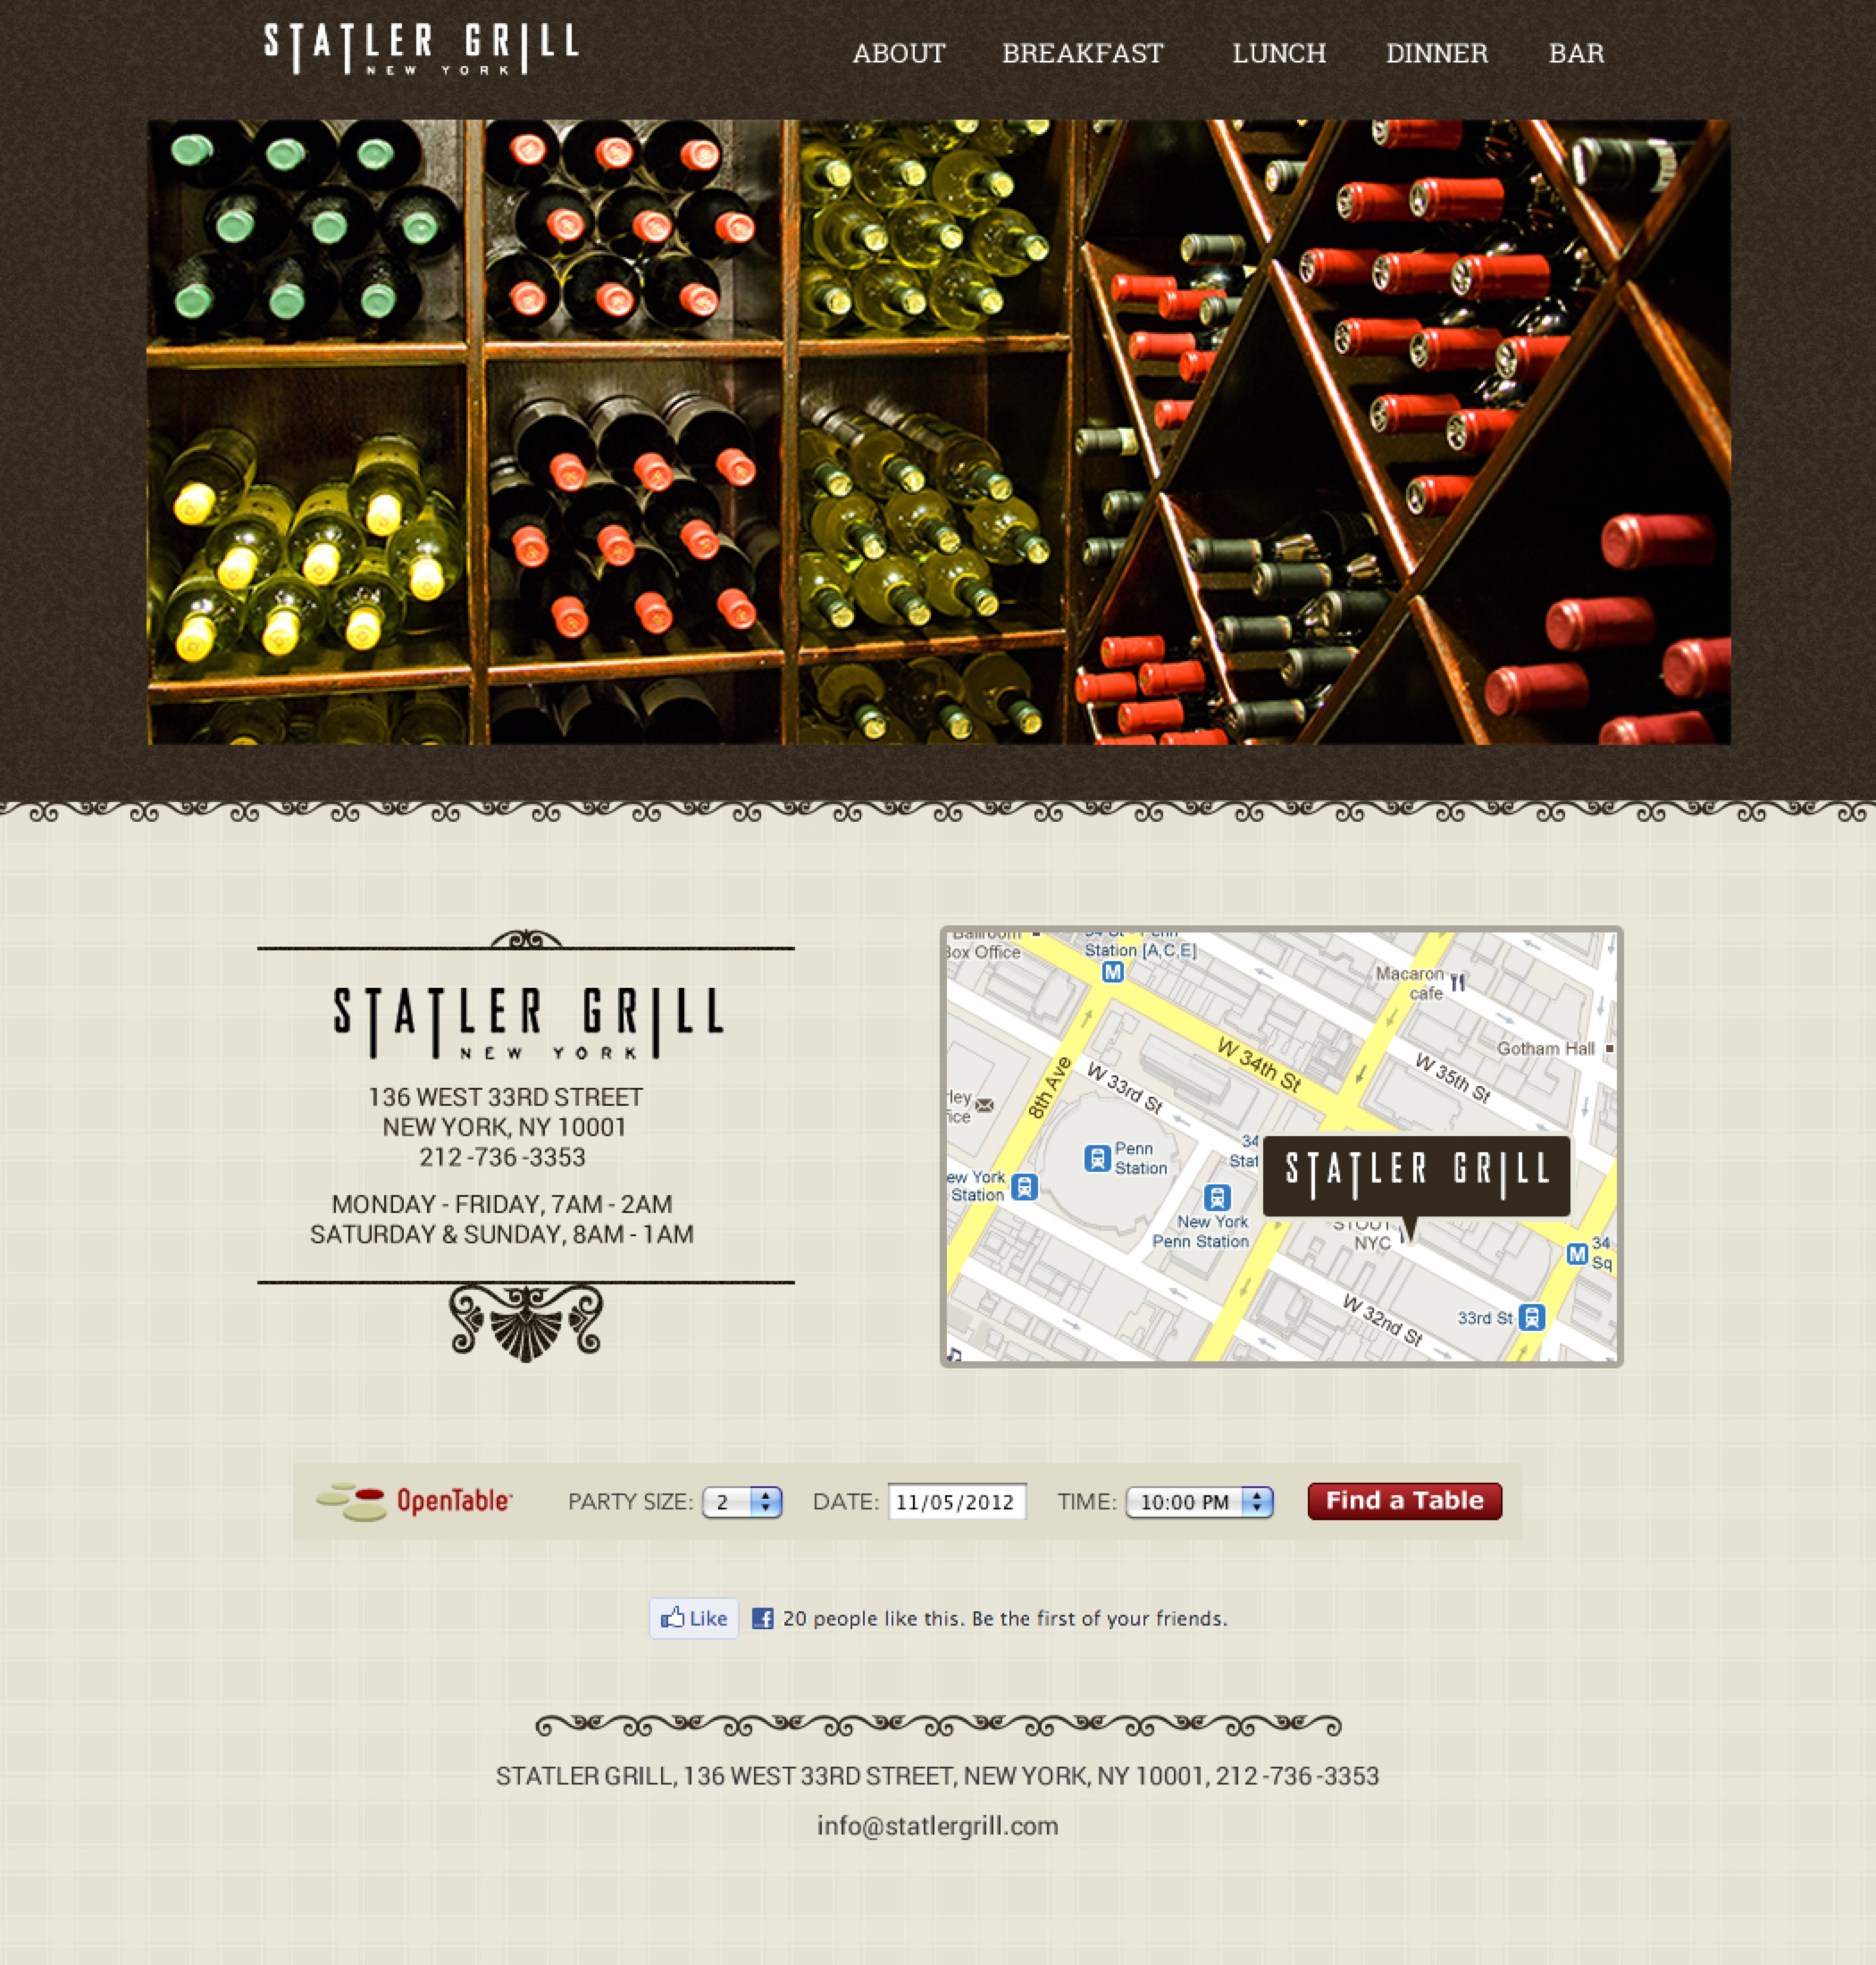 STATLER GRILL
NEW YORK
ABOUT BREAKFAST LUNCH DINNER BAR
STATLER GRILL
NEW YORK
136 WEST 33RD STREET
NEW YORK, NY 10001
212 -736 -3353
MONDAY - FRIDAY, 7AM - 2AM
SATURDAY & SUNDAY, 8AM - 1AM
Box Office
Station [A,C,E]
M
Macaron
cafe
Gotham Hall
W 34th St
W 35th St
8th Ave
W 33rd St
Penn
Station
34
STATLER GRILL
New York
Penn Station
Station
NYC
M
34
Sq
W 32nd St
33rd St
OpenTable
PARTY SIZE: 2 DATE: 11/05/2012 TIME: 10:00 PM Find a Table
Like 20 people like this. Be the first of your friends.
STATLER GRILL, 136 WEST 33RD STREET, NEW YORK, NY 10001, 212 -736 -3353
info@statlergrill.com